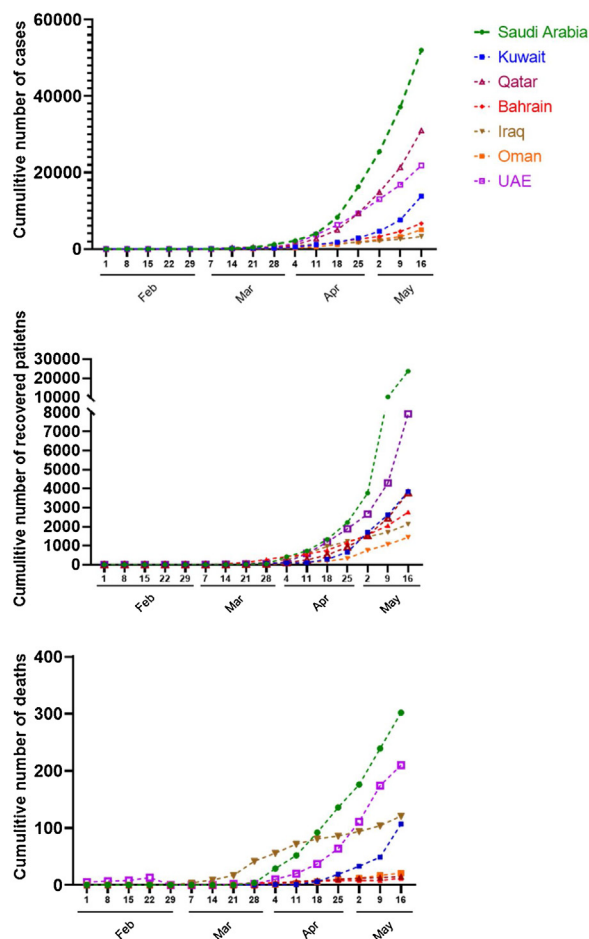 Cumulitive number of cases
60000
40000
20000
0
1 8 15 22 29 7 14 21 28 4 11 18 25 2 9 16
Feb Mar Apr May
Saudi Arabia
Kuwait
Qatar
Bahrain
Iraq
Oman
UAE
Cumulitive number of recovered patietns
30000
20000
10000
8000
7000
6000
5000
4000
3000
2000
1000
0
1 8 15 22 29 7 14 21 28 4 11 18 25 2 9 16
Feb Mar Apr May
Cumulitive number of deaths
400
300
200
100
0
1 8 15 22 29 7 14 21 28 4 11 18 25 2 9 16
Feb Mar Apr May